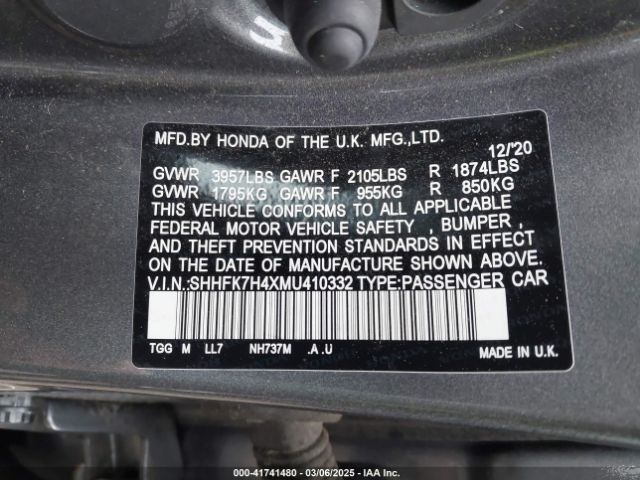 MFD.BY HONDA OF THE U.K. MFG.,LTD.
12/'20
GVWR 3957LBS GAWR F 2105LBS R 1874LBS
GVWR 1795KG GAWR F 955KG R 850KG
THIS VEHICLE CONFORMS TO ALL APPLICABLE
FEDERAL MOTOR VEHICLE SAFETY , BUMPER ,
AND THEFT PREVENTION STANDARDS IN EFFECT
ON THE DATE OF MANUFACTURE SHOWN ABOVE.
V.I.N.:SHHFK7H4XMU410332 TYPE:PASSENGER CAR
TGG M LL7 NH737M .A .U MADE IN U.K.
000-41741480 - 03/06/2025 - IAA Inc.